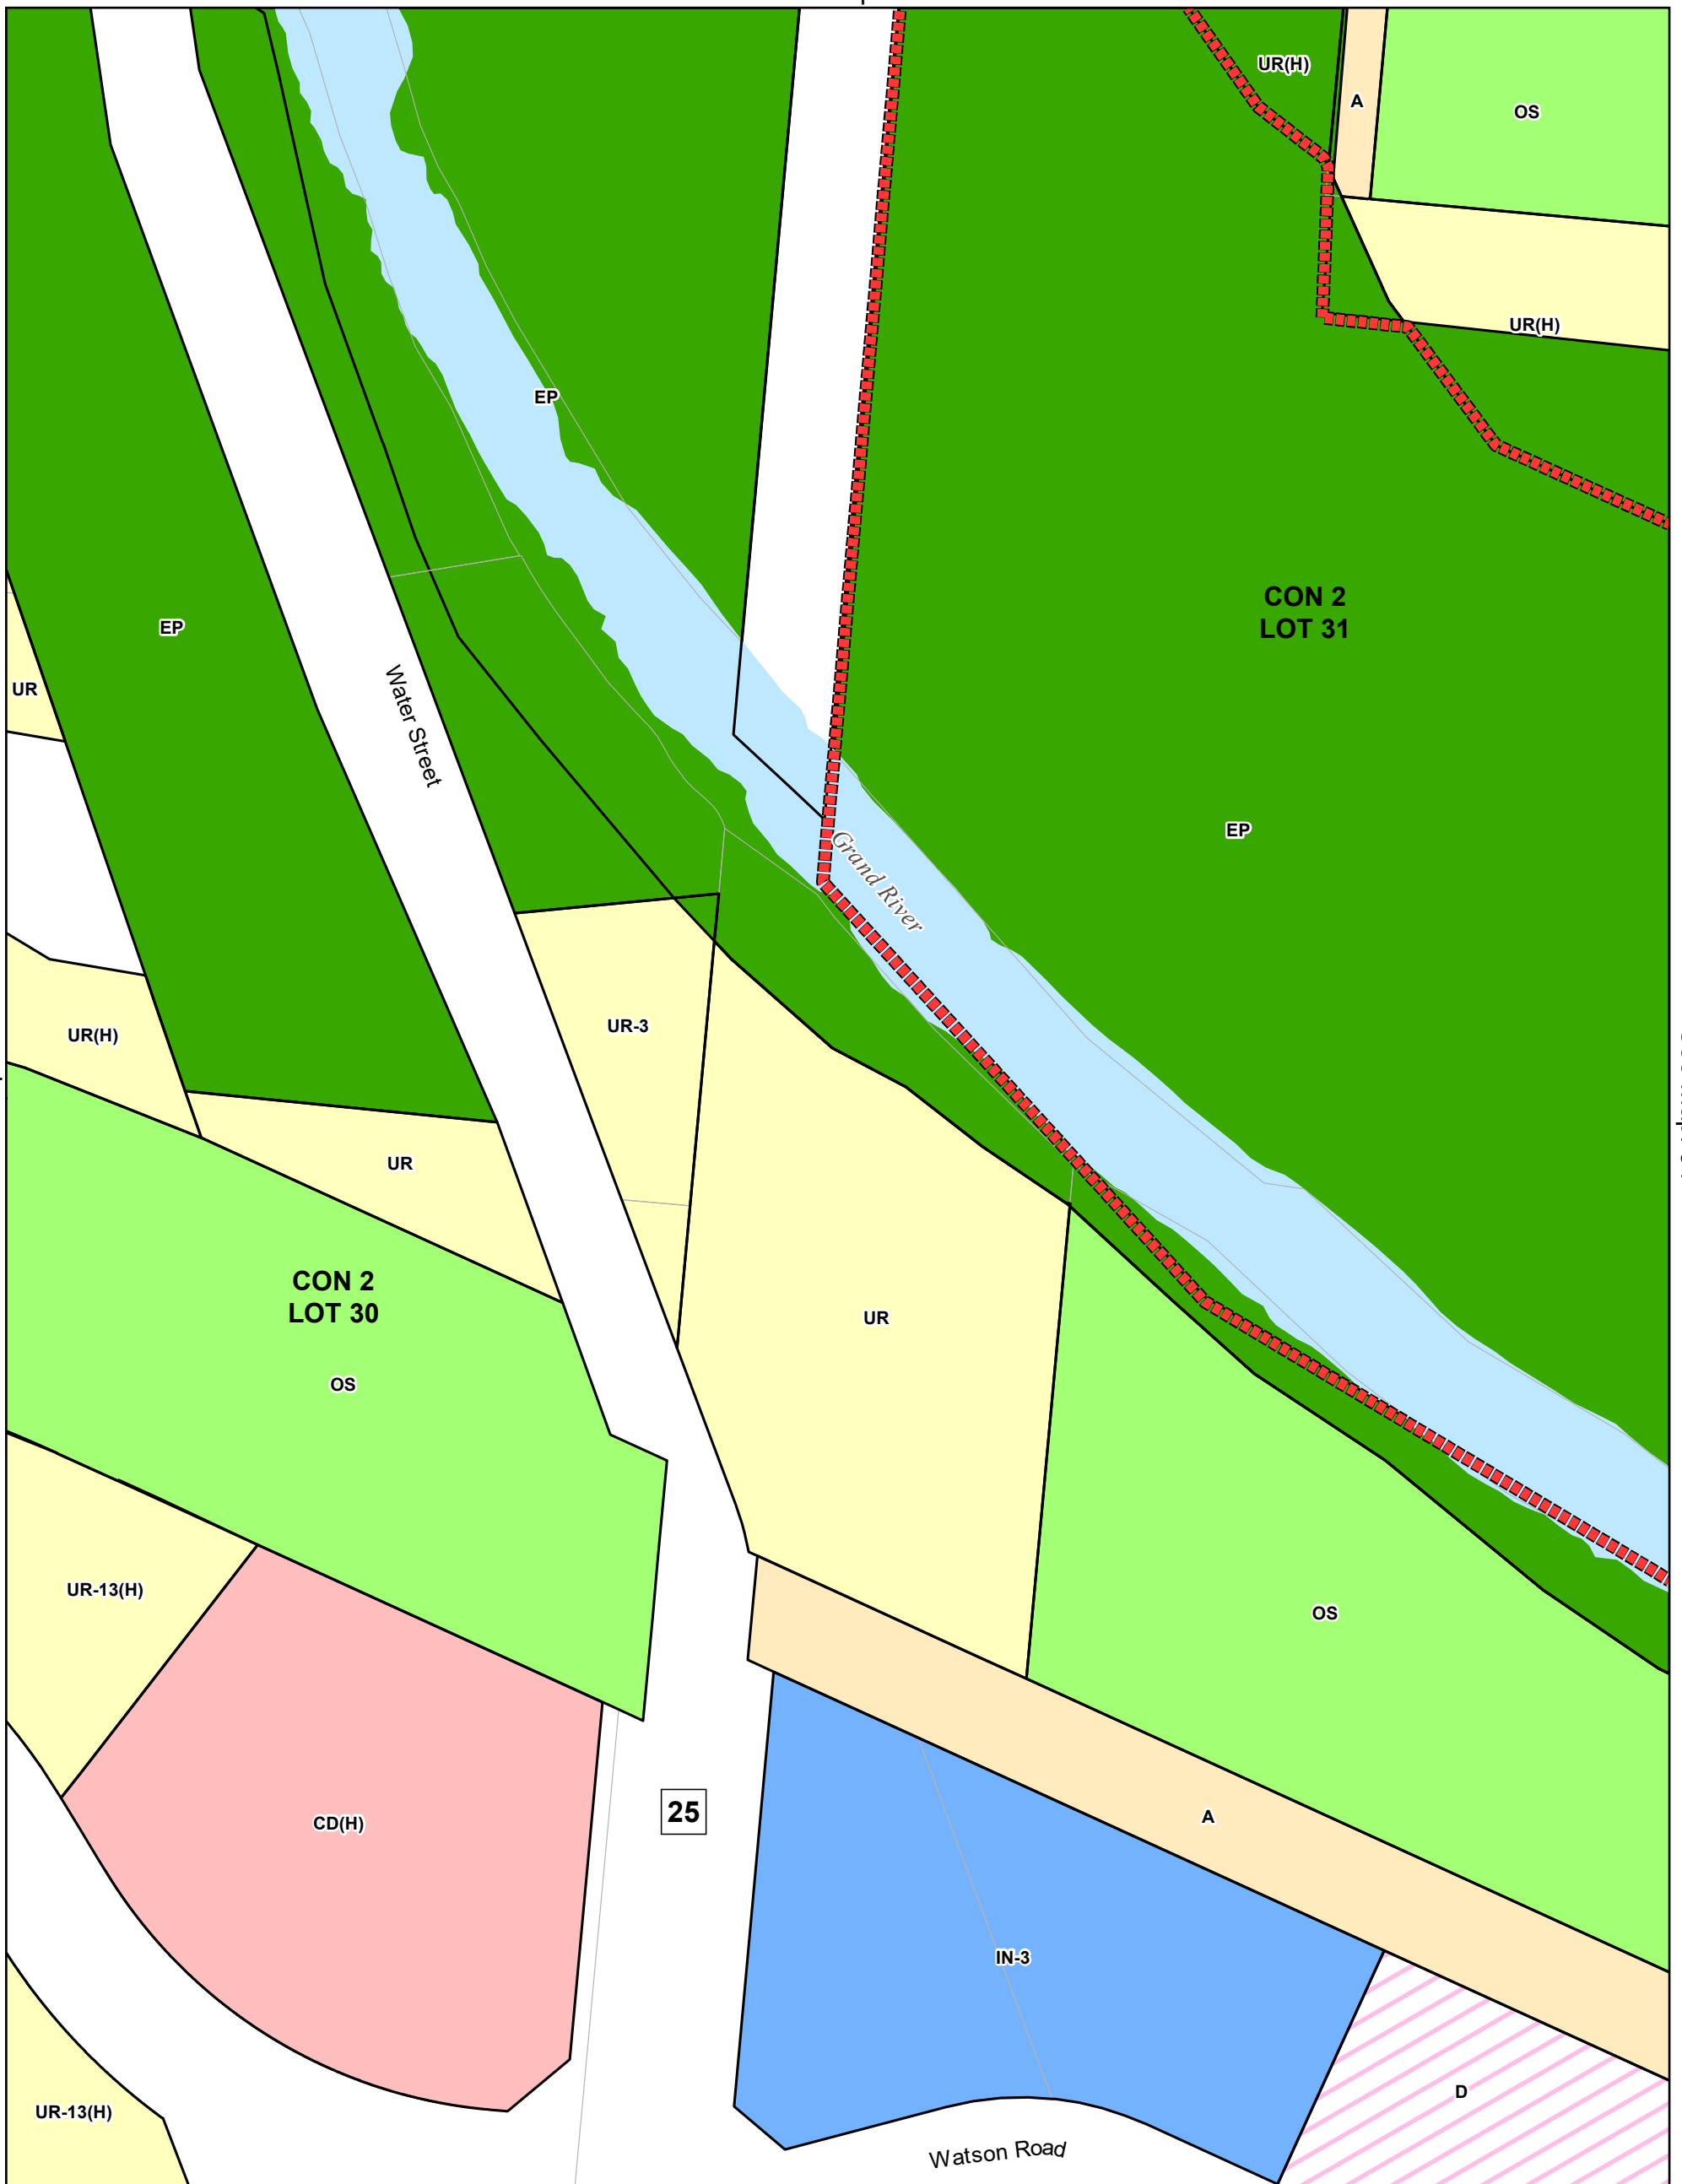 UR(H)
A
OS
UR(H)
EP
CON 2
LOT 31
EP
UR
Water Street
EP
Grand River
UR-3
UR(H)
UR
CON 2
LOT 30
UR
OS
UR-13(H)
OS
25
A
CD(H)
IN-3
D
UR-13(H)
Watson Road